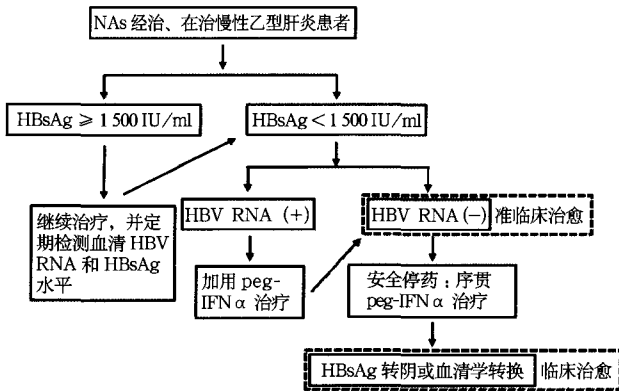 NAs 经治、在治慢性乙型肝炎患者
HBsAg ≥ 1 500 IU/ml
HBsAg < 1 500 IU/ml
继续治疗，并定
期检测血清 HBV
RNA 和 HBsAg
水平
HBV RNA (+)
HBV RNA (−) 准临床治愈
加用 peg-
IFN α 治疗
安全停药：序贯
peg-IFN α 治疗
HBsAg 转阴或血清学转换 临床治愈